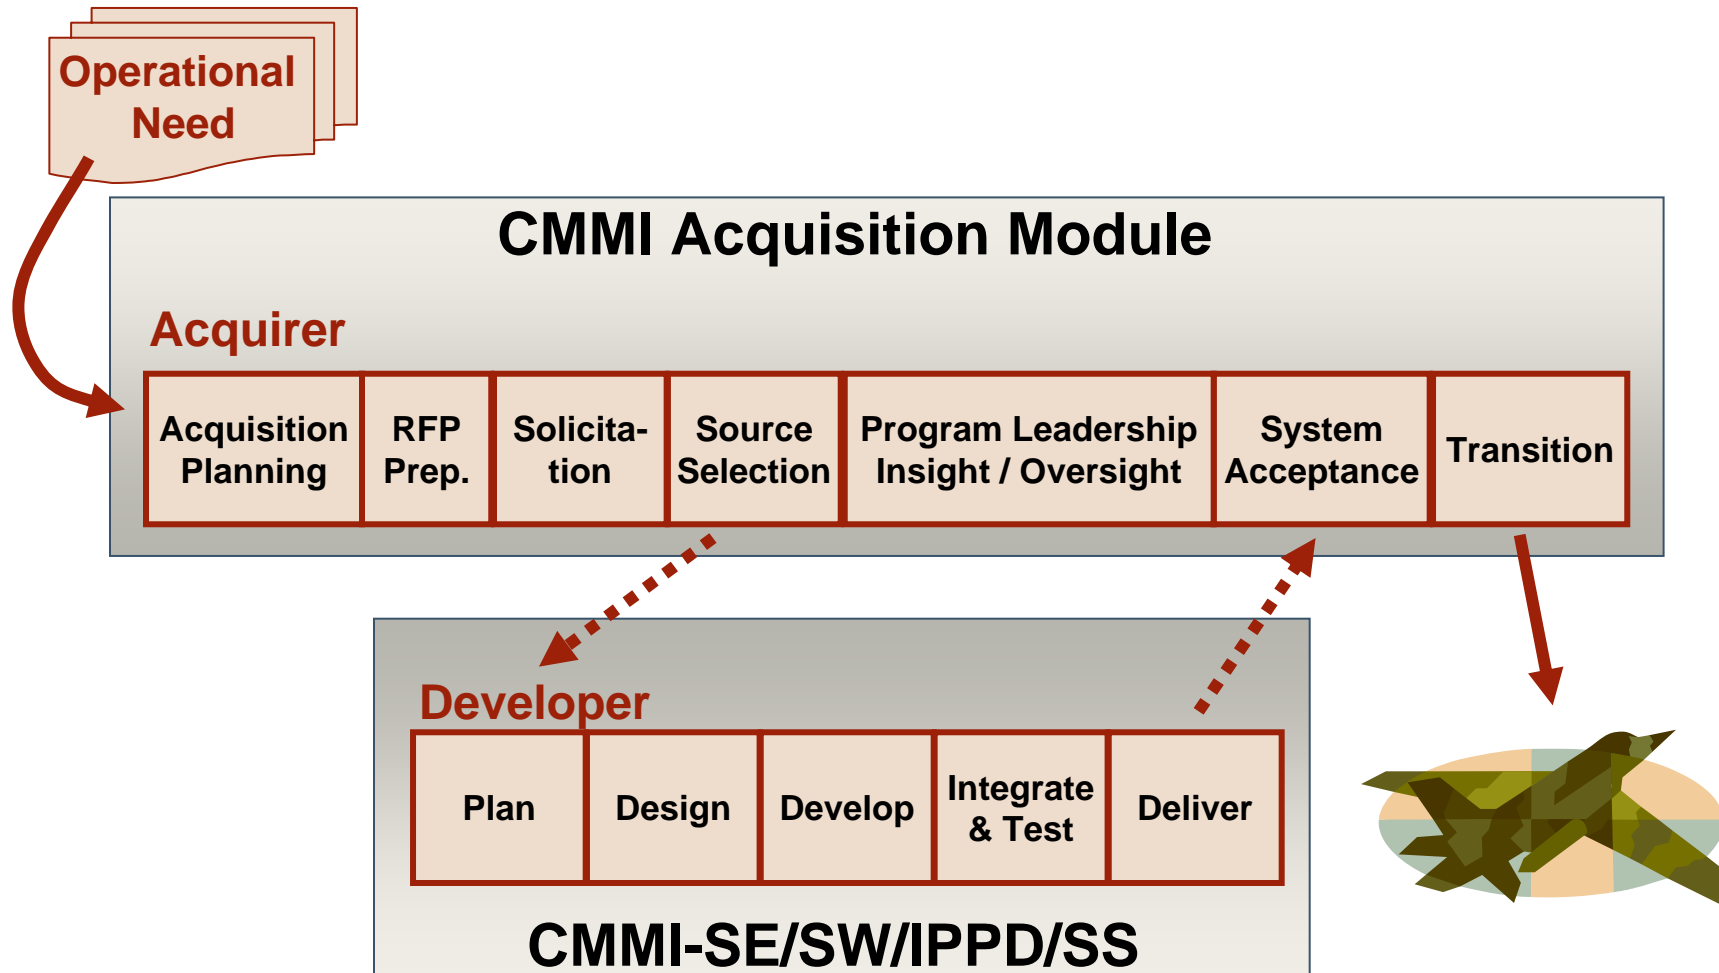 Operational
Need
CMMI Acquisition Module
Acquirer
Acquisition
Planning
RFP
Prep.
Solicita-
tion
Source
Selection
Program Leadership
Insight / Oversight
System
Acceptance
Transition
Developer
Plan
Design
Develop
Integrate
& Test
Deliver
CMMI-SE/SW/IPPD/SS